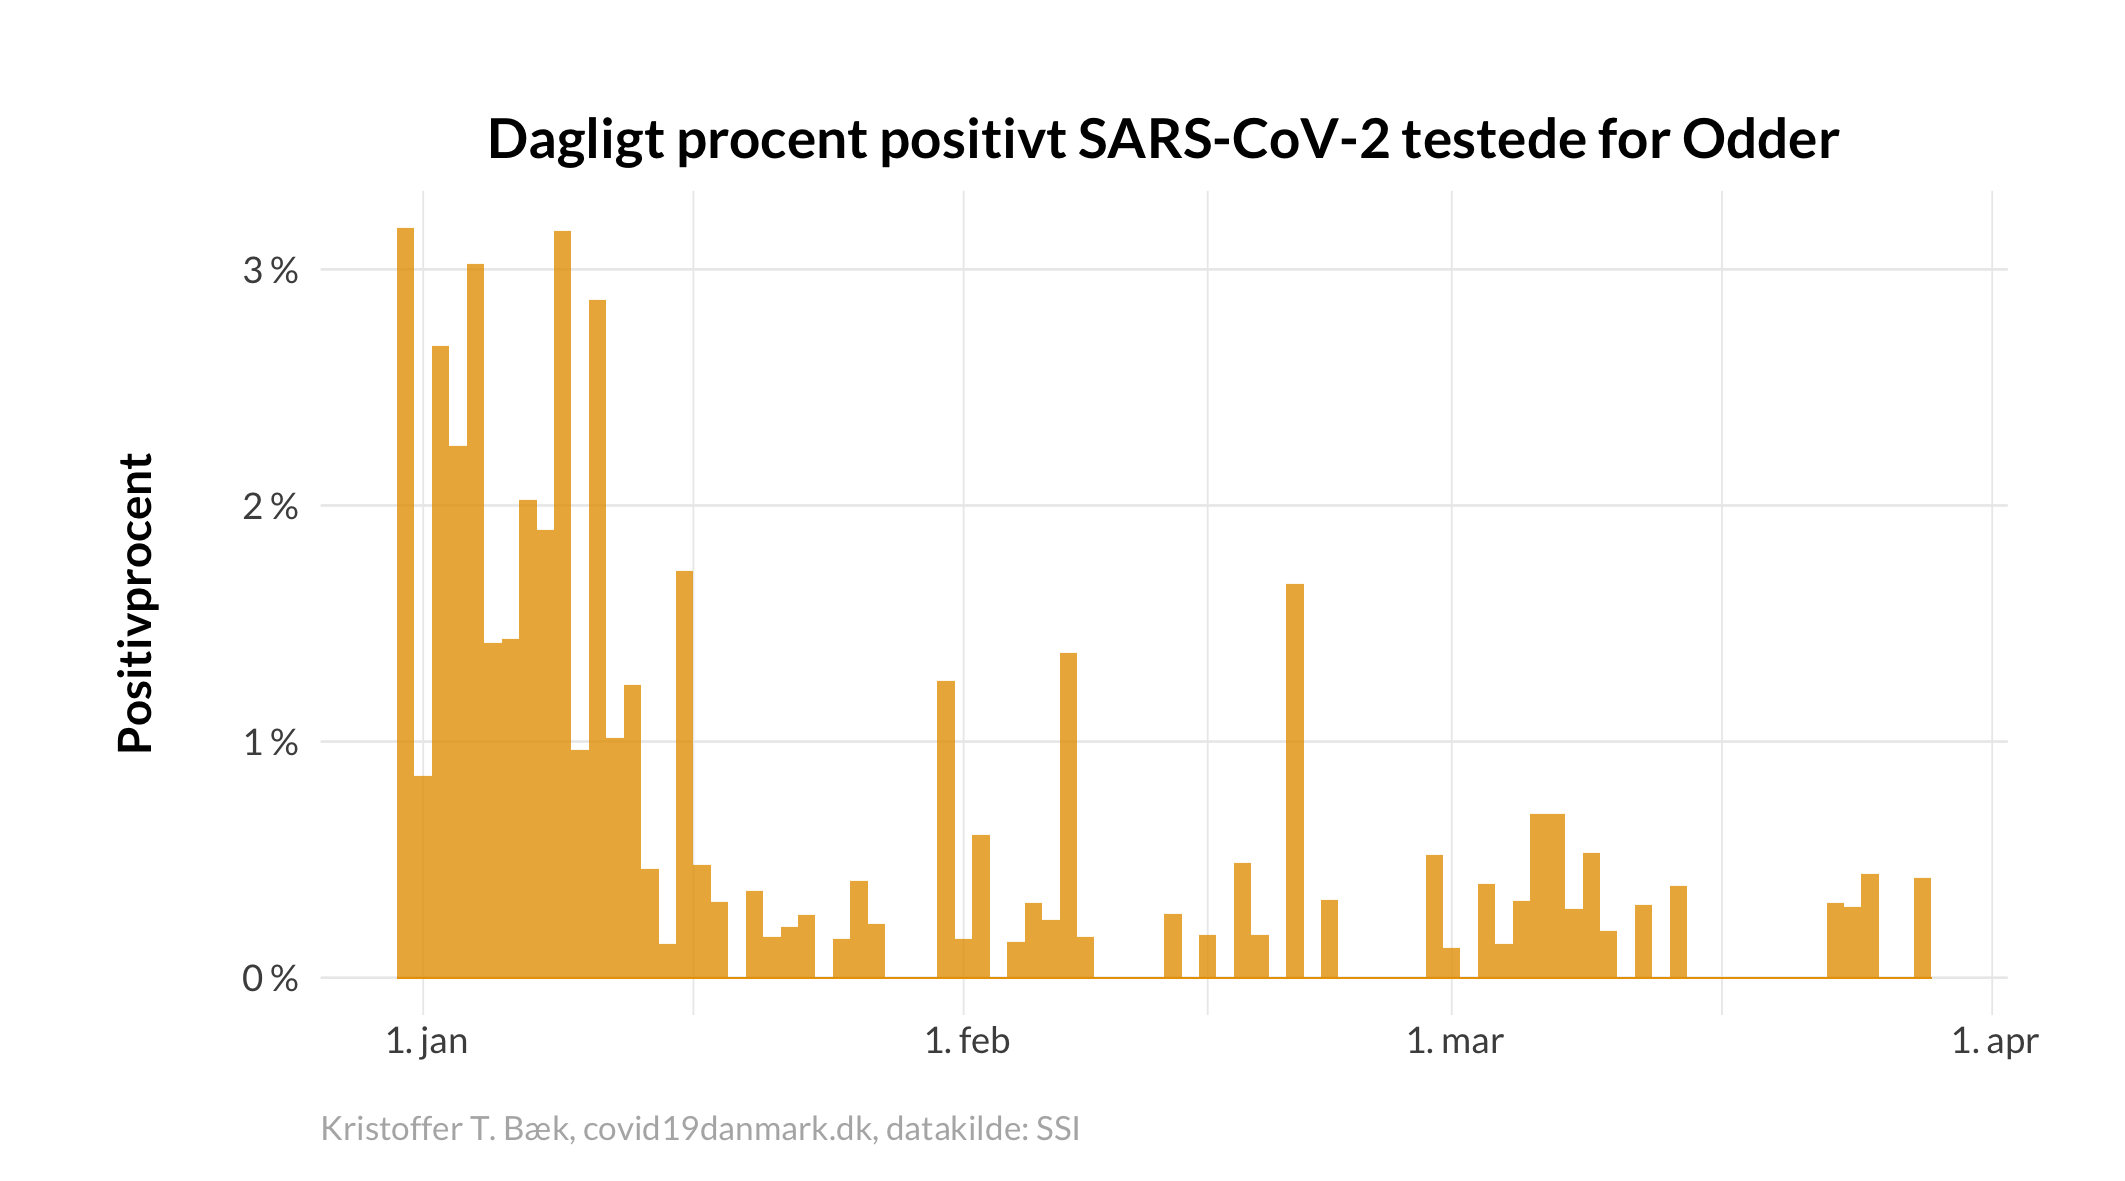 Dagligt procent positivt SARS-CoV-2 testede for Odder
Positivprocent
3 %
2 %
1 %
0 %
1. jan
1. feb
1. mar
1. apr
Kristoffer T. Bæk, covid19danmark.dk, datakilde: SSI